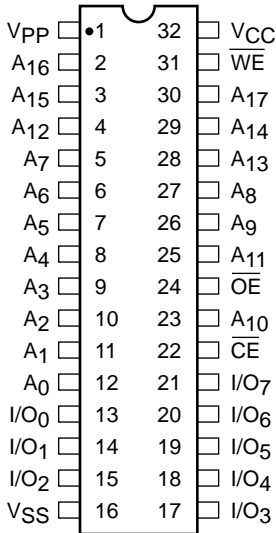 VPP 1 32 VCC
A16 2 31 WE
A15 3 30 A17
A12 4 29 A14
A7 5 28 A13
A6 6 27 A8
A5 7 26 A9
A4 8 25 A11
A3 9 24 OE
A2 10 23 A10
A1 11 22 CE
A0 12 21 I/O7
I/O0 13 20 I/O6
I/O1 14 19 I/O5
I/O2 15 18 I/O4
VSS 16 17 I/O3